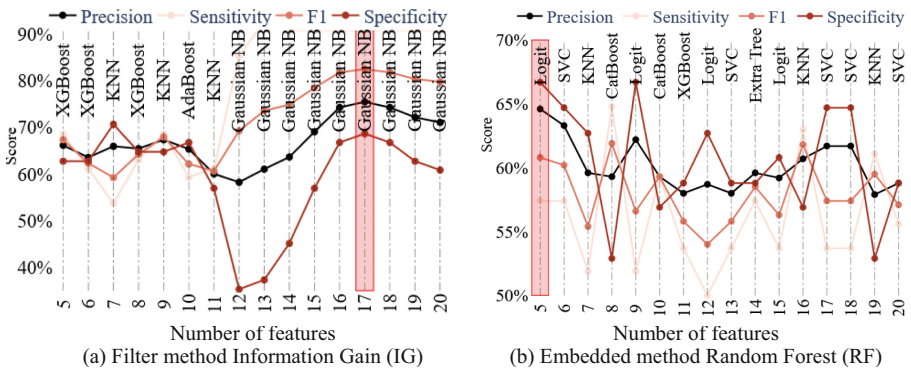 Precision Sensitivity F1 Specificity
90%
80%
70%
60%
50%
40%
Score
XGBoost
XGBoost
KNN
XGBoost
KNN
AdaBoost
KNN
Gaussian NB
Gaussian NB
Gaussian NB
Gaussian NB
Gaussian NB
Gaussian NB
Gaussian NB
Gaussian NB
Gaussian NB
5 6 7 8 9 10 11 12 13 14 15 16 17 18 19 20
Number of features
(a) Filter method Information Gain (IG)
Precision Sensitivity F1 Specificity
70%
65%
60%
55%
50%
Score
Logit
SVC
KNN
CatBoost
Logit
CatBoost
XGBoost
Logit
SVC
Extra Tree
Logit
KNN
SVC
SVC
KNN
SVC
5 6 7 8 9 10 11 12 13 14 15 16 17 18 19 20
Number of features
(b) Embedded method Random Forest (RF)